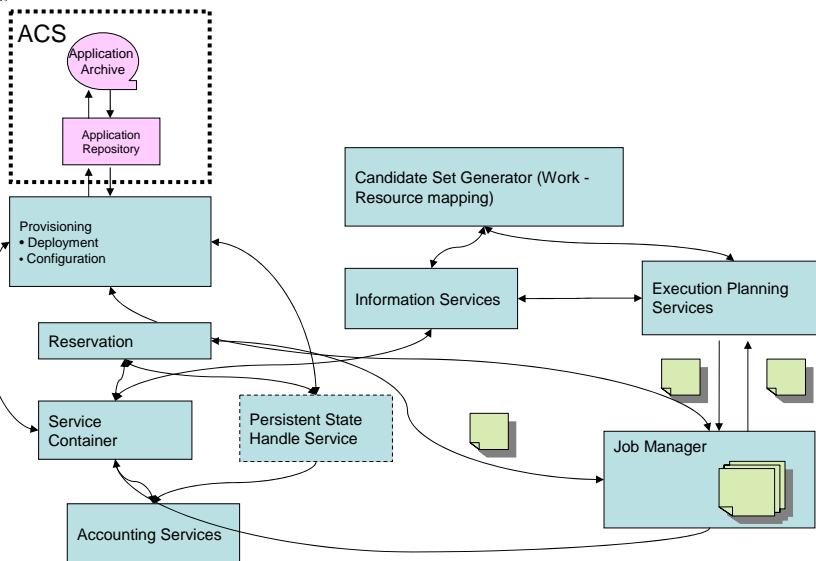 ACS
Application
Archive
Application
Repository
Candidate Set Generator (Work -
Resource mapping)
Provisioning
• Deployment
• Configuration
Information Services
Execution Planning
Services
Reservation
Service
Container
Persistent State
Handle Service
Job Manager
Accounting Services